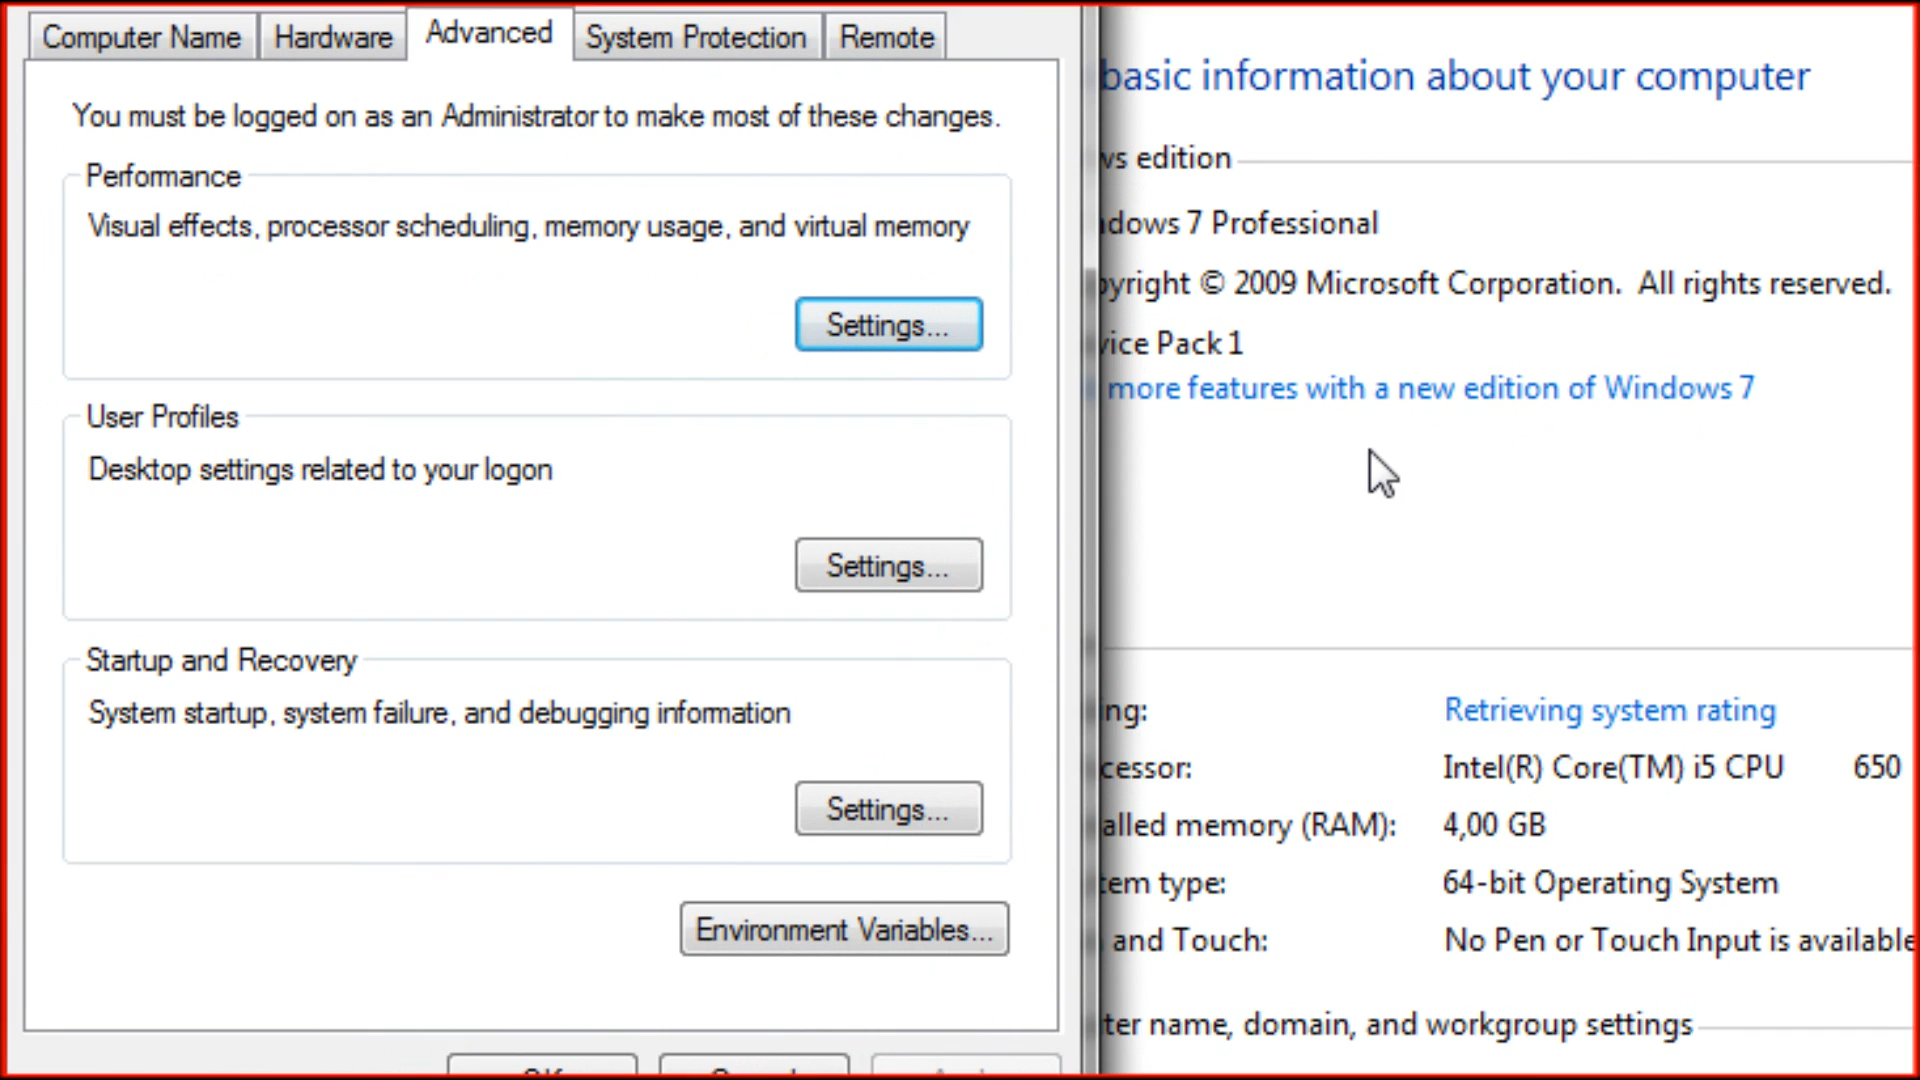 Computer Name Hardware Advanced System Protection Remote
You must be logged on as an Administrator to make most of these changes.
Performance
Visual effects, processor scheduling, memory usage, and virtual memory
Settings...
User Profiles
Desktop settings related to your logon
Settings...
Startup and Recovery
System startup, system failure, and debugging information
Settings...
Environment Variables...
basic information about your computer
ws edition
dows 7 Professional
pyright © 2009 Microsoft Corporation. All rights reserved.
vice Pack 1
more features with a new edition of Windows 7
ing: Retrieving system rating
cessor: Intel(R) Core(TM) i5 CPU 650
alled memory (RAM): 4,00 GB
tem type: 64-bit Operating System
and Touch: No Pen or Touch Input is available
ter name, domain, and workgroup settings